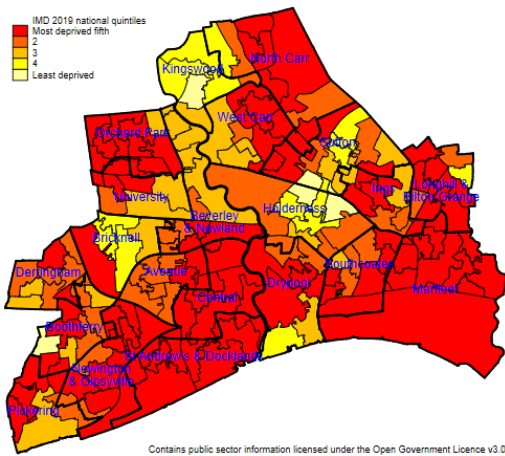 IMD 2019 national quintiles
Most deprived fifth
2
3
4
Least deprived
North Carr
Kingswood
West Carr
Orchard Park
Sutton
University
Ings
Longhill &
Bilton Grange
Holderness
Beverley
& Newland
Bricknell
Derringham
Avenue
Southcoates
Central
Drypool
Marfleet
Boothferry
St Andrew's & Docklands
Newington
& Gipsyville
Pickering
Contains public sector information licensed under the Open Government Licence v3.0